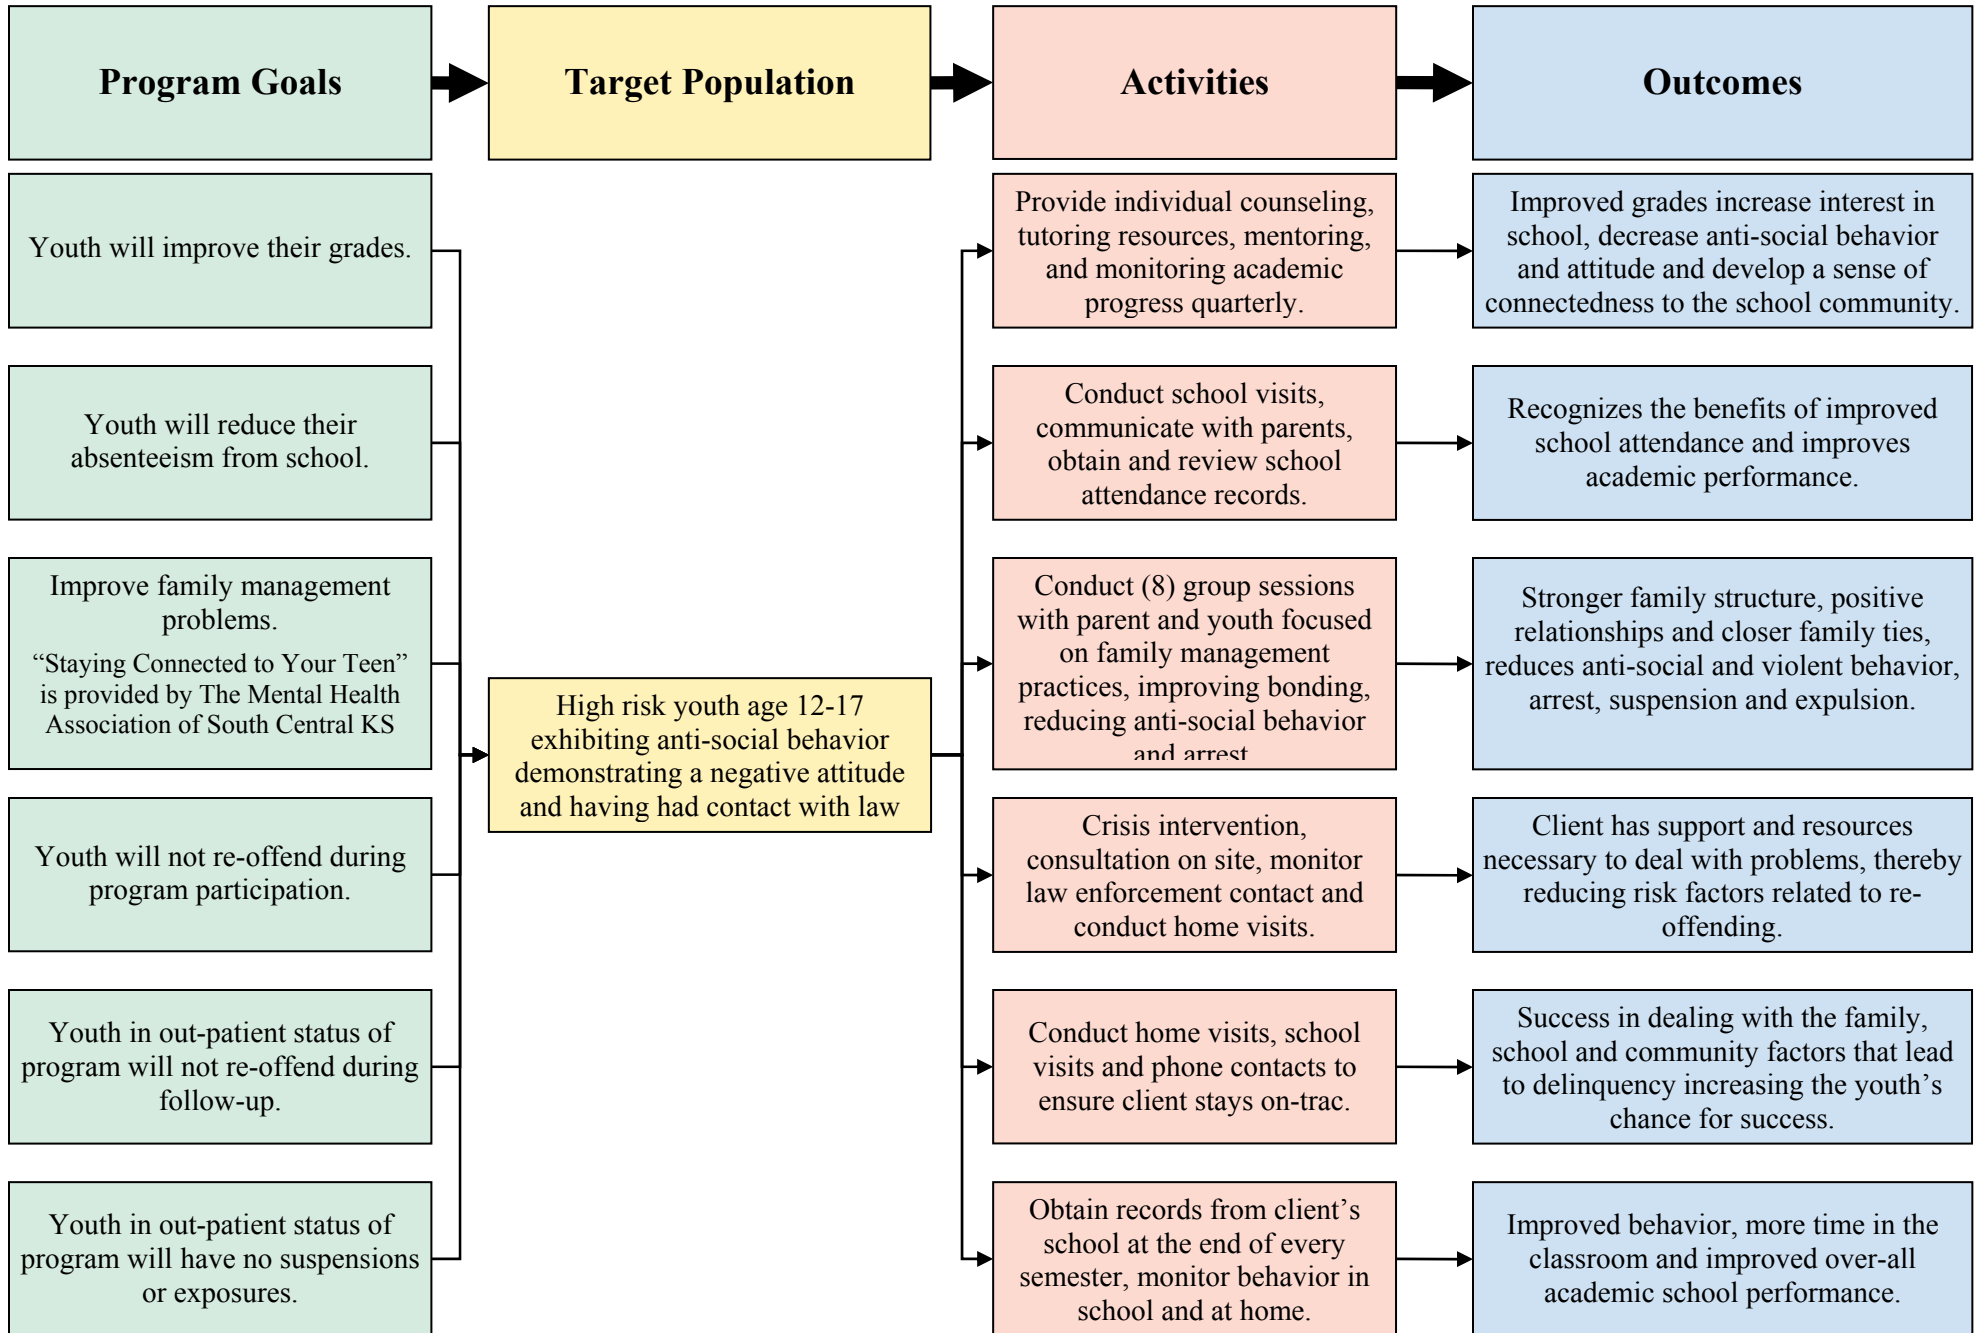 Program Goals
Target Population
Activities
Outcomes
Youth will improve their grades.
Provide individual counseling,
tutoring resources, mentoring,
and monitoring academic
progress quarterly.
Improved grades increase interest in
school, decrease anti-social behavior
and attitude and develop a sense of
connectedness to the school community.
Youth will reduce their
absenteeism from school.
Conduct school visits,
communicate with parents,
obtain and review school
attendance records.
Recognizes the benefits of improved
school attendance and improves
academic performance.
Improve family management
problems.
“Staying Connected to Your Teen”
is provided by The Mental Health
Association of South Central KS
High risk youth age 12-17
exhibiting anti-social behavior
demonstrating a negative attitude
and having had contact with law
Conduct (8) group sessions
with parent and youth focused
on family management
practices, improving bonding,
reducing anti-social behavior
and arrest
Stronger family structure, positive
relationships and closer family ties,
reduces anti-social and violent behavior,
arrest, suspension and expulsion.
Youth will not re-offend during
program participation.
Crisis intervention,
consultation on site, monitor
law enforcement contact and
conduct home visits.
Client has support and resources
necessary to deal with problems, thereby
reducing risk factors related to re-
offending.
Youth in out-patient status of
program will not re-offend during
follow-up.
Conduct home visits, school
visits and phone contacts to
ensure client stays on-trac.
Success in dealing with the family,
school and community factors that lead
to delinquency increasing the youth’s
chance for success.
Youth in out-patient status of
program will have no suspensions
or exposures.
Obtain records from client’s
school at the end of every
semester, monitor behavior in
school and at home.
Improved behavior, more time in the
classroom and improved over-all
academic school performance.